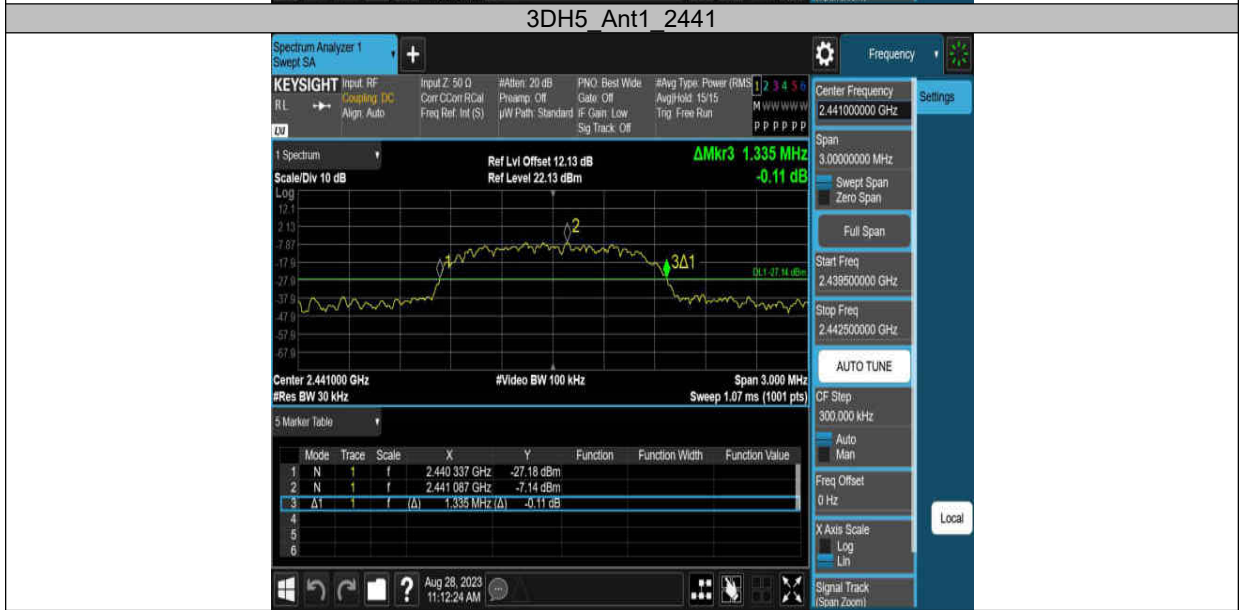 3DH5_Ant1_2441
Spectrum Analyzer 1
Swept SA
+
Frequency
KEYSIGHT
RL
LXI
Input: RF
Coupling: DC
Align: Auto
Input Z: 50 Ω
Corr CCorr RCal
Freq Ref: Int (S)
#Atten: 20 dB
Preamp: Off
µW Path: Standard
PNO: Best Wide
Gate: Off
IF Gain: Low
Sig Track: Off
#Avg Type: Power (RMS
Avg|Hold: 15/15
Trig: Free Run
1 2 3 4 5 6
M W W W W W
P P P P P P
1 Spectrum
Scale/Div 10 dB
Ref Lvl Offset 12.13 dB
Ref Level 22.13 dBm
ΔMkr3 1.335 MHz
-0.11 dB
Log
12.1
2.13
-7.87
-17.9
-27.9
-37.9
-47.9
-57.9
-67.9
1
2
3Δ1
DL1 -27.14 dBm
Center 2.441000 GHz
#Res BW 30 kHz
#Video BW 100 kHz
Span 3.000 MHz
Sweep 1.07 ms (1001 pts)
5 Marker Table
Mode Trace Scale X Y Function Function Width Function Value
1 N 1 f 2.440 337 GHz -27.18 dBm
2 N 1 f 2.441 087 GHz -7.14 dBm
3 Δ1 1 f (Δ) 1.335 MHz (Δ) -0.11 dB
4
5
6
Aug 28, 2023
11:12:24 AM
?
Center Frequency
2.441000000 GHz
Settings
Span
3.00000000 MHz
Swept Span
Zero Span
Full Span
Start Freq
2.439500000 GHz
Stop Freq
2.442500000 GHz
AUTO TUNE
CF Step
300.000 kHz
Auto
Man
Freq Offset
0 Hz
X Axis Scale
Log
Lin
Local
Signal Track
(Span Zoom)